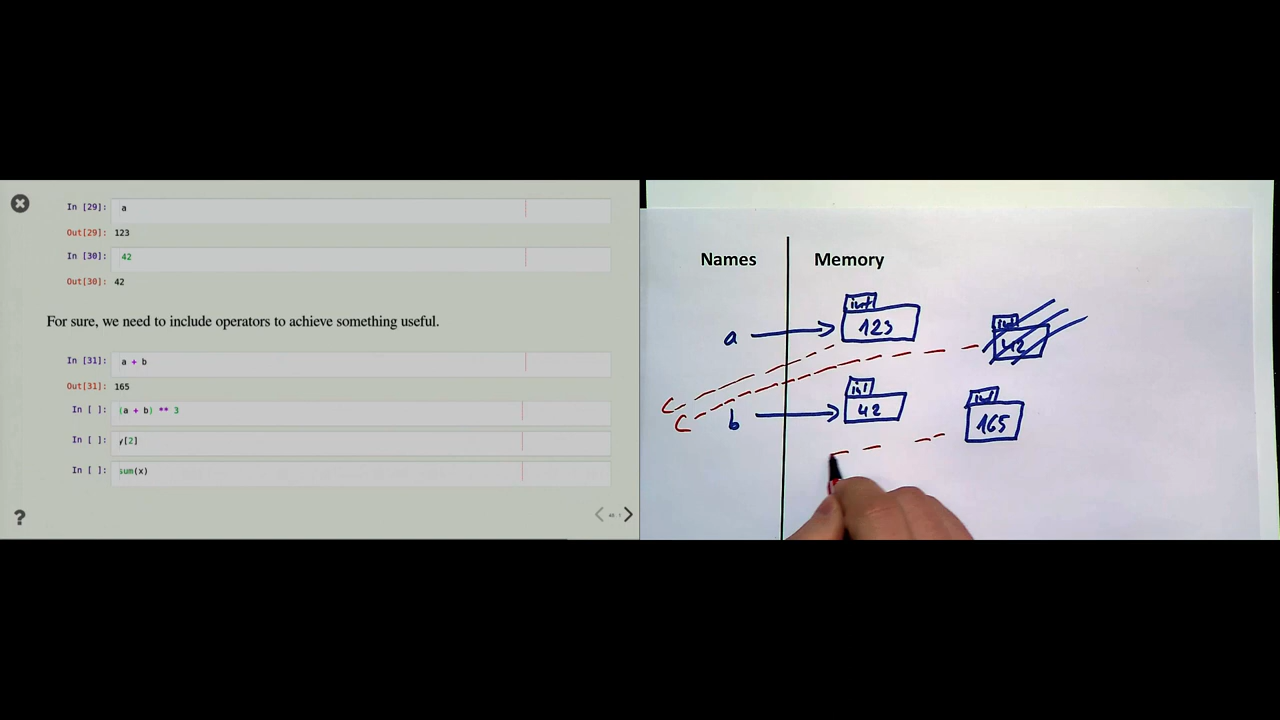 In [29]: a
Out[29]: 123
In [30]: 42
Out[30]: 42
For sure, we need to include operators to achieve something useful.
In [31]: a + b
Out[31]: 165
In [ ]: (a + b) ** 3
In [ ]: y[2]
In [ ]: sum(x)
?
Names Memory
int
a 123
int
42
int
b 42
int
165
C
C